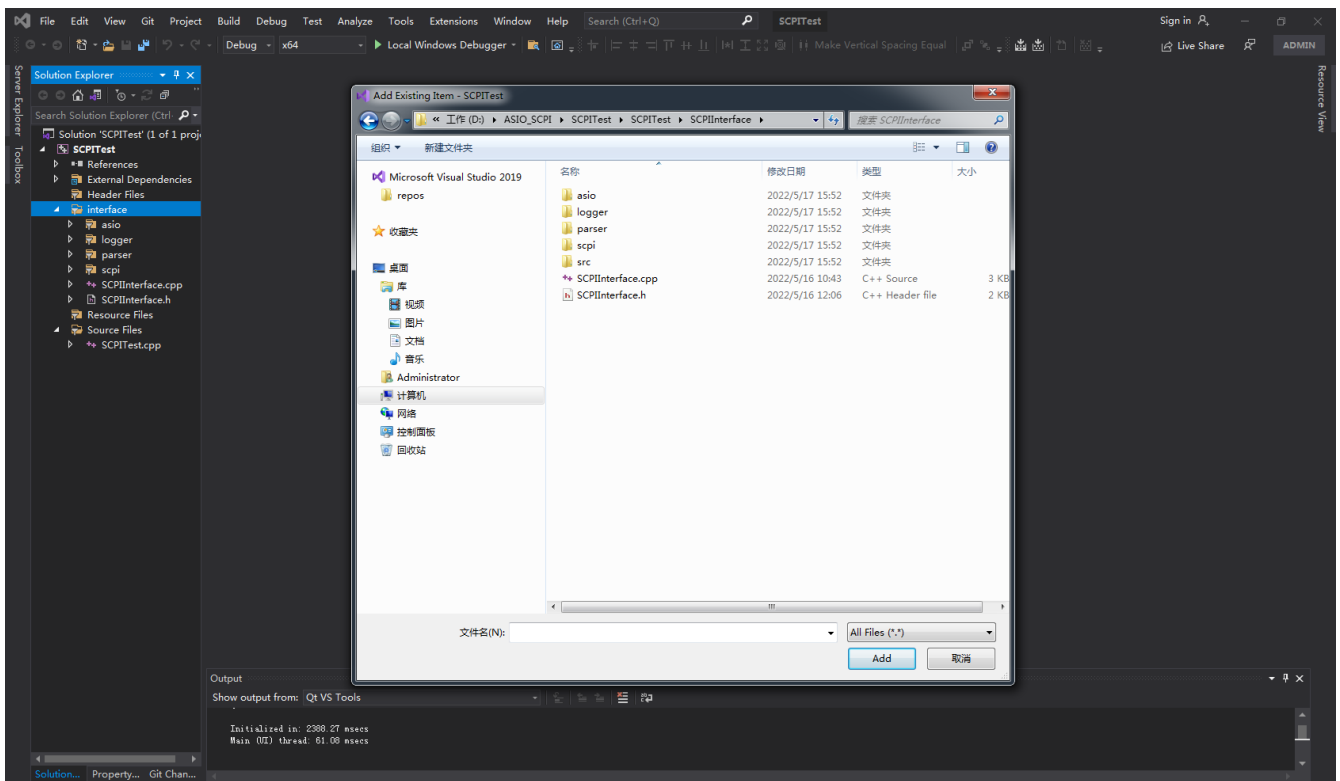 File Edit View Git Project Build Debug Test Analyze Tools Extensions Window Help Search (Ctrl+Q) SCPITest Sign in
Debug x64 Local Windows Debugger Make Vertical Spacing Equal Live Share ADMIN
Server Explorer
Toolbox
Resource View
Solution Explorer
Search Solution Explorer (Ctrl
Solution 'SCPITest' (1 of 1 proj
SCPITest
References
External Dependencies
Header Files
interface
asio
logger
parser
scpi
SCPIInterface.cpp
SCPIInterface.h
Resource Files
Source Files
SCPITest.cpp
Add Existing Item - SCPITest
« 工作 (D:) ASIO_SCPI SCPITest SCPITest SCPIInterface 搜索 SCPIInterface
组织 新建文件夹
Microsoft Visual Studio 2019
repos
收藏夹
桌面
库
视频
图片
文档
音乐
Administrator
计算机
网络
控制面板
回收站
名称 修改日期 类型 大小
asio 2022/5/17 15:52 文件夹
logger 2022/5/17 15:52 文件夹
parser 2022/5/17 15:52 文件夹
scpi 2022/5/17 15:52 文件夹
src 2022/5/17 15:52 文件夹
SCPIInterface.cpp 2022/5/16 10:43 C++ Source 3 KB
SCPIInterface.h 2022/5/16 12:06 C++ Header file 2 KB
文件名(N): All Files (*.*)
Add 取消
Output
Show output from: Qt VS Tools
Initialized in: 2388.27 msecs
Main (UI) thread: 61.08 msecs
Solution... Property... Git Chan...